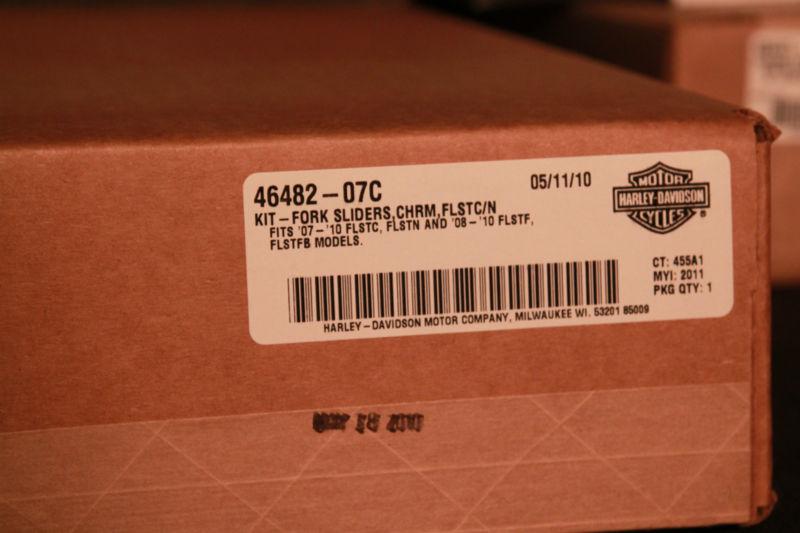 46482-07C
05/11/10
KIT-FORK SLIDERS,CHRM,FLSTC/N
FITS '07-'10 FLSTC, FLSTN AND '08-'10 FLSTF,
FLSTFB MODELS.
MOTOR
HARLEY-DAVIDSON
CYCLES
®
CT: 455A1
MYI: 2011
PKG QTY: 1
HARLEY-DAVIDSON MOTOR COMPANY, MILWAUKEE WI. 53201 85009